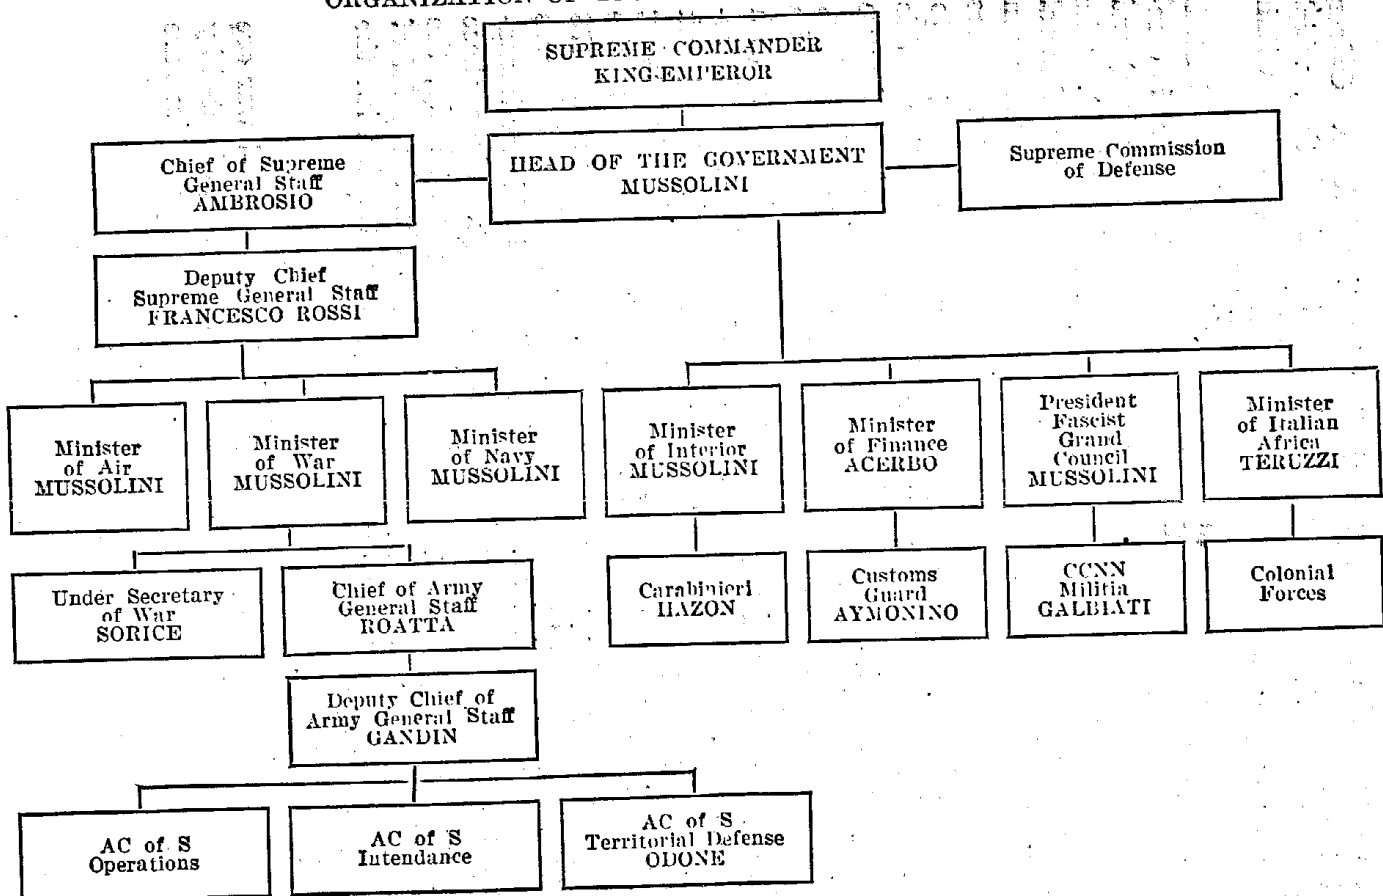 ORGANIZATION OF
SUPREME COMMANDER
KING-EMPEROR
Chief of Supreme
General Staff
AMBROSIO
HEAD OF THE GOVERNMENT
MUSSOLINI
Supreme Commission
of Defense
Deputy Chief
Supreme General Staff
FRANCESCO ROSSI
Minister
of Air
MUSSOLINI
Minister
of War
MUSSOLINI
Minister
of Navy
MUSSOLINI
Minister
of Interior
MUSSOLINI
Minister
of Finance
ACERBO
President
Fascist
Grand
Council
MUSSOLINI
Minister
of Italian
Africa
TERUZZI
Under Secretary
of War
SORICE
Chief of Army
General Staff
ROATTA
Carabinieri
HAZON
Customs
Guard
AYMONINO
CCNN
Militia
GALBIATI
Colonial
Forces
Deputy Chief of
Army General Staff
GANDIN
AC of S
Operations
AC of S
Intendance
AC of S
Territorial Defense
ODONE